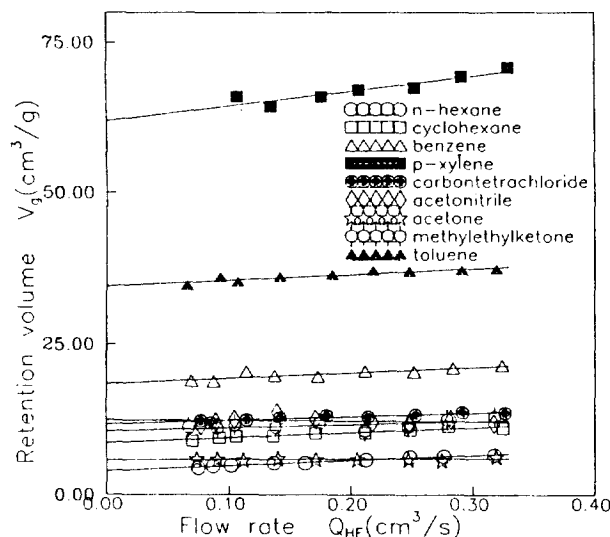 75.00
50.00
25.00
0.00
Retention volume Vg(cm³/g)
n-hexane
cyclohexane
benzene
p-xylene
carbontetrachloride
acetonitrile
acetone
methylethylketone
toluene
0.00 0.10 0.20 0.30 0.40
Flow rate QHE(cm³/s)